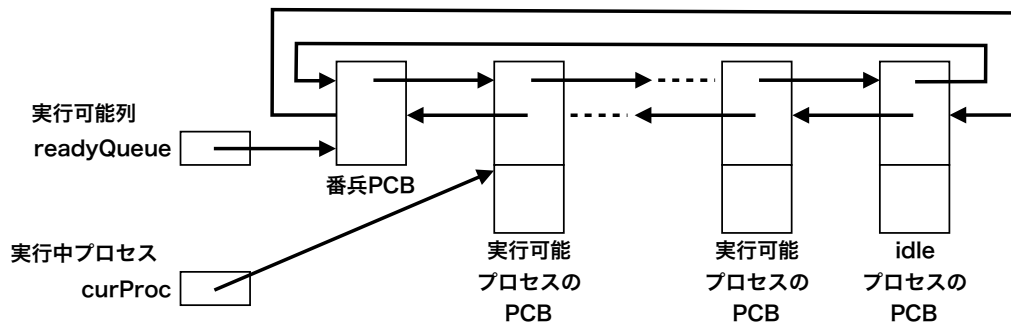 実行可能列
readyQueue
番兵PCB
実行中プロセス
curProc
実行可能
プロセスの
PCB
実行可能
プロセスの
PCB
idle
プロセスの
PCB